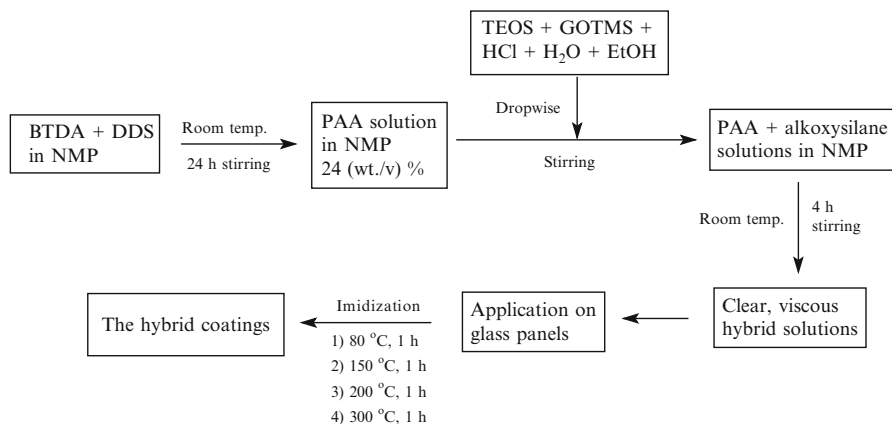 TEOS + GOTMS +
HCl + H₂O + EtOH
Dropwise
BTDA + DDS
in NMP
Room temp.
24 h stirring
PAA solution
in NMP
24 (wt./v) %
Stirring
PAA + alkoxysilane
solutions in NMP
Room temp.
4 h
stirring
Clear, viscous
hybrid solutions
Application on
glass panels
Imidization
1) 80 °C, 1 h
2) 150 °C, 1 h
3) 200 °C, 1 h
4) 300 °C, 1 h
The hybrid coatings